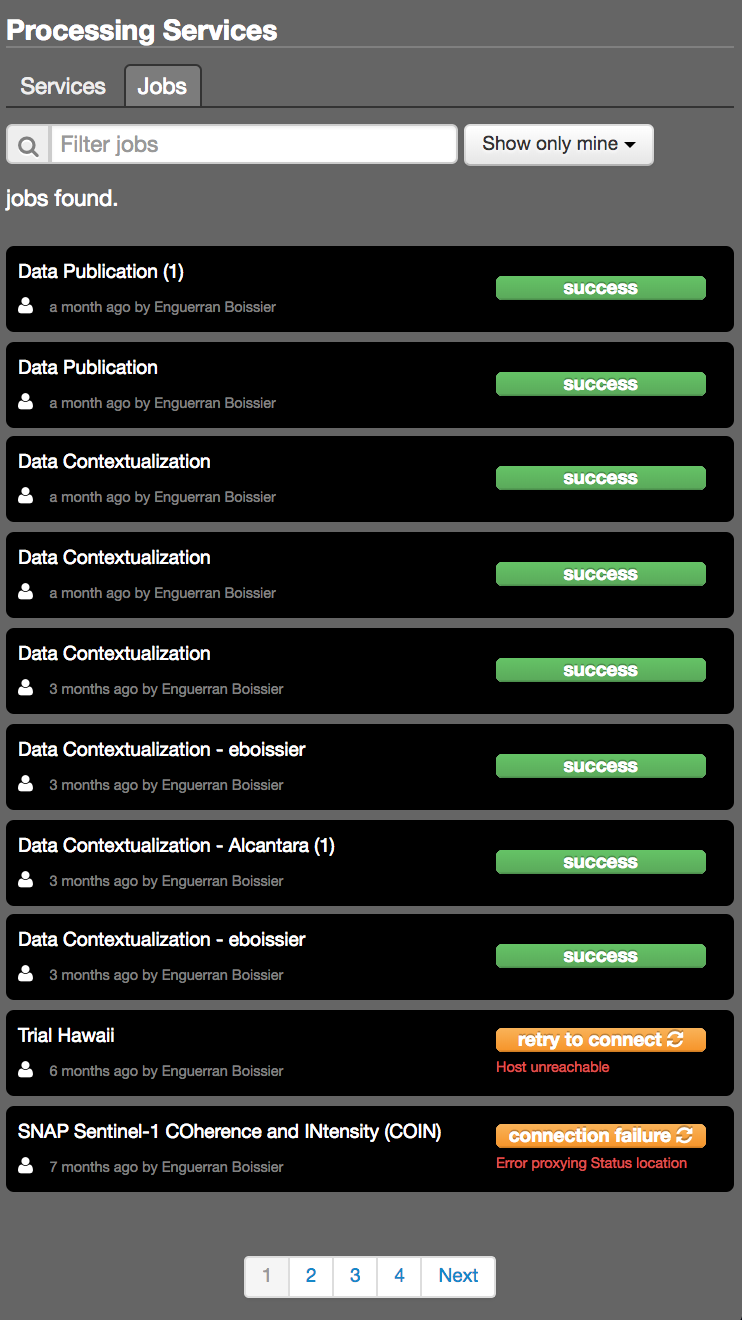 Processing Services
Services Jobs
Filter jobs Show only mine
jobs found.
Data Publication (1)
success
a month ago by Enguerran Boissier
Data Publication
success
a month ago by Enguerran Boissier
Data Contextualization
success
a month ago by Enguerran Boissier
Data Contextualization
success
a month ago by Enguerran Boissier
Data Contextualization
success
3 months ago by Enguerran Boissier
Data Contextualization - eboissier
success
3 months ago by Enguerran Boissier
Data Contextualization - Alcantara (1)
success
3 months ago by Enguerran Boissier
Data Contextualization - eboissier
success
3 months ago by Enguerran Boissier
Trial Hawaii
retry to connect
6 months ago by Enguerran Boissier
Host unreachable
SNAP Sentinel-1 COherence and INtensity (COIN)
connection failure
7 months ago by Enguerran Boissier
Error proxying Status location
1 2 3 4 Next